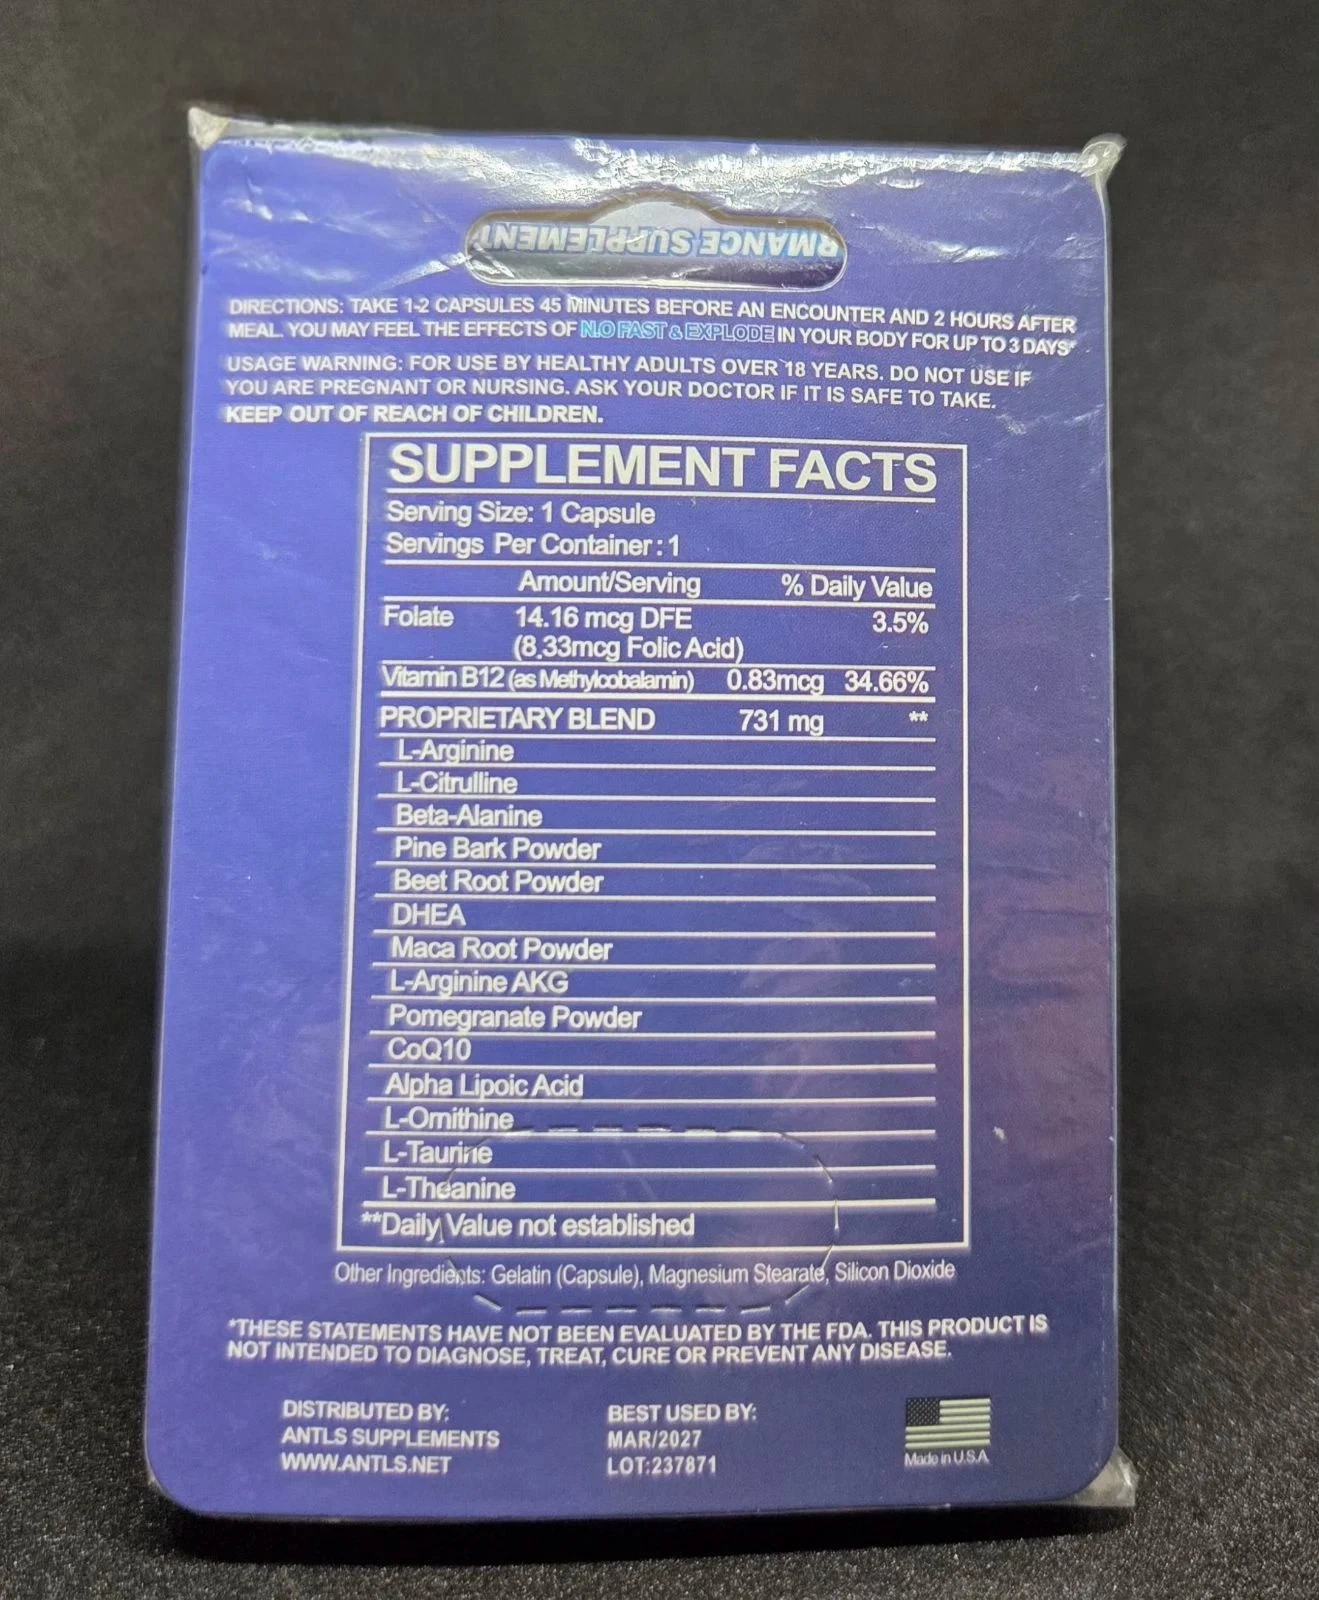 RMANCE SUPPLEMENT
DIRECTIONS: TAKE 1-2 CAPSULES 45 MINUTES BEFORE AN ENCOUNTER AND 2 HOURS AFTER
MEAL. YOU MAY FEEL THE EFFECTS OF N.O FAST & EXPLODE IN YOUR BODY FOR UP TO 3 DAYS*
USAGE WARNING: FOR USE BY HEALTHY ADULTS OVER 18 YEARS. DO NOT USE IF
YOU ARE PREGNANT OR NURSING. ASK YOUR DOCTOR IF IT IS SAFE TO TAKE.
KEEP OUT OF REACH OF CHILDREN.
SUPPLEMENT FACTS
Serving Size: 1 Capsule
Servings Per Container : 1
Amount/Serving % Daily Value
Folate 14.16 mcg DFE 3.5%
(8.33mcg Folic Acid)
Vitamin B12 (as Methylcobalamin) 0.83mcg 34.66%
PROPRIETARY BLEND 731 mg **
L-Arginine
L-Citrulline
Beta-Alanine
Pine Bark Powder
Beet Root Powder
DHEA
Maca Root Powder
L-Arginine AKG
Pomegranate Powder
CoQ10
Alpha Lipoic Acid
L-Ornithine
L-Taurine
L-Theanine
**Daily Value not established
Other Ingredients: Gelatin (Capsule), Magnesium Stearate, Silicon Dioxide
*THESE STATEMENTS HAVE NOT BEEN EVALUATED BY THE FDA. THIS PRODUCT IS
NOT INTENDED TO DIAGNOSE, TREAT, CURE OR PREVENT ANY DISEASE.
DISTRIBUTED BY:
ANTLS SUPPLEMENTS
WWW.ANTLS.NET
BEST USED BY:
MAR/2027
LOT:237871
Made in U.S.A